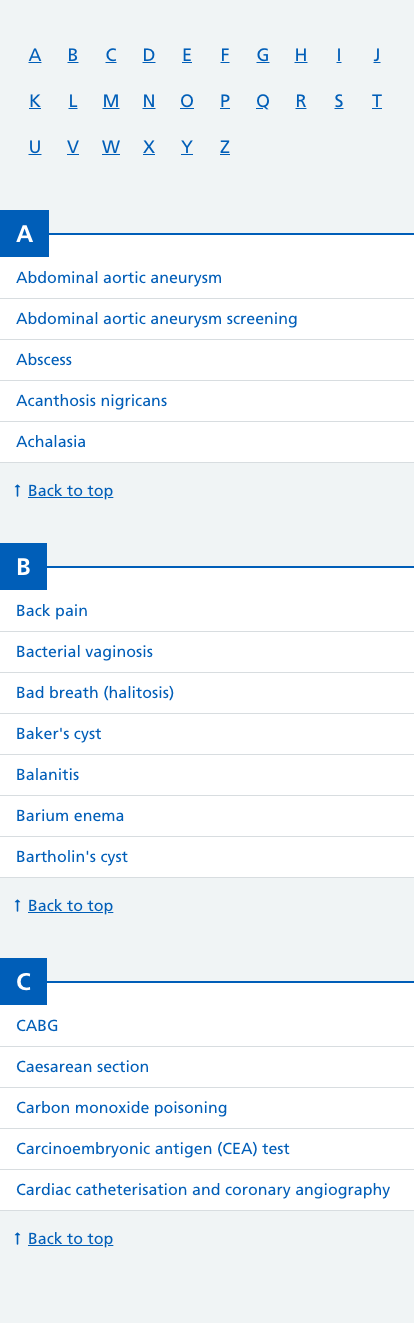 A B C D E F G H I J
K L M N O P Q R S T
U V W X Y Z
A
Abdominal aortic aneurysm
Abdominal aortic aneurysm screening
Abscess
Acanthosis nigricans
Achalasia
↑ Back to top
B
Back pain
Bacterial vaginosis
Bad breath (halitosis)
Baker's cyst
Balanitis
Barium enema
Bartholin's cyst
↑ Back to top
C
CABG
Caesarean section
Carbon monoxide poisoning
Carcinoembryonic antigen (CEA) test
Cardiac catheterisation and coronary angiography
↑ Back to top